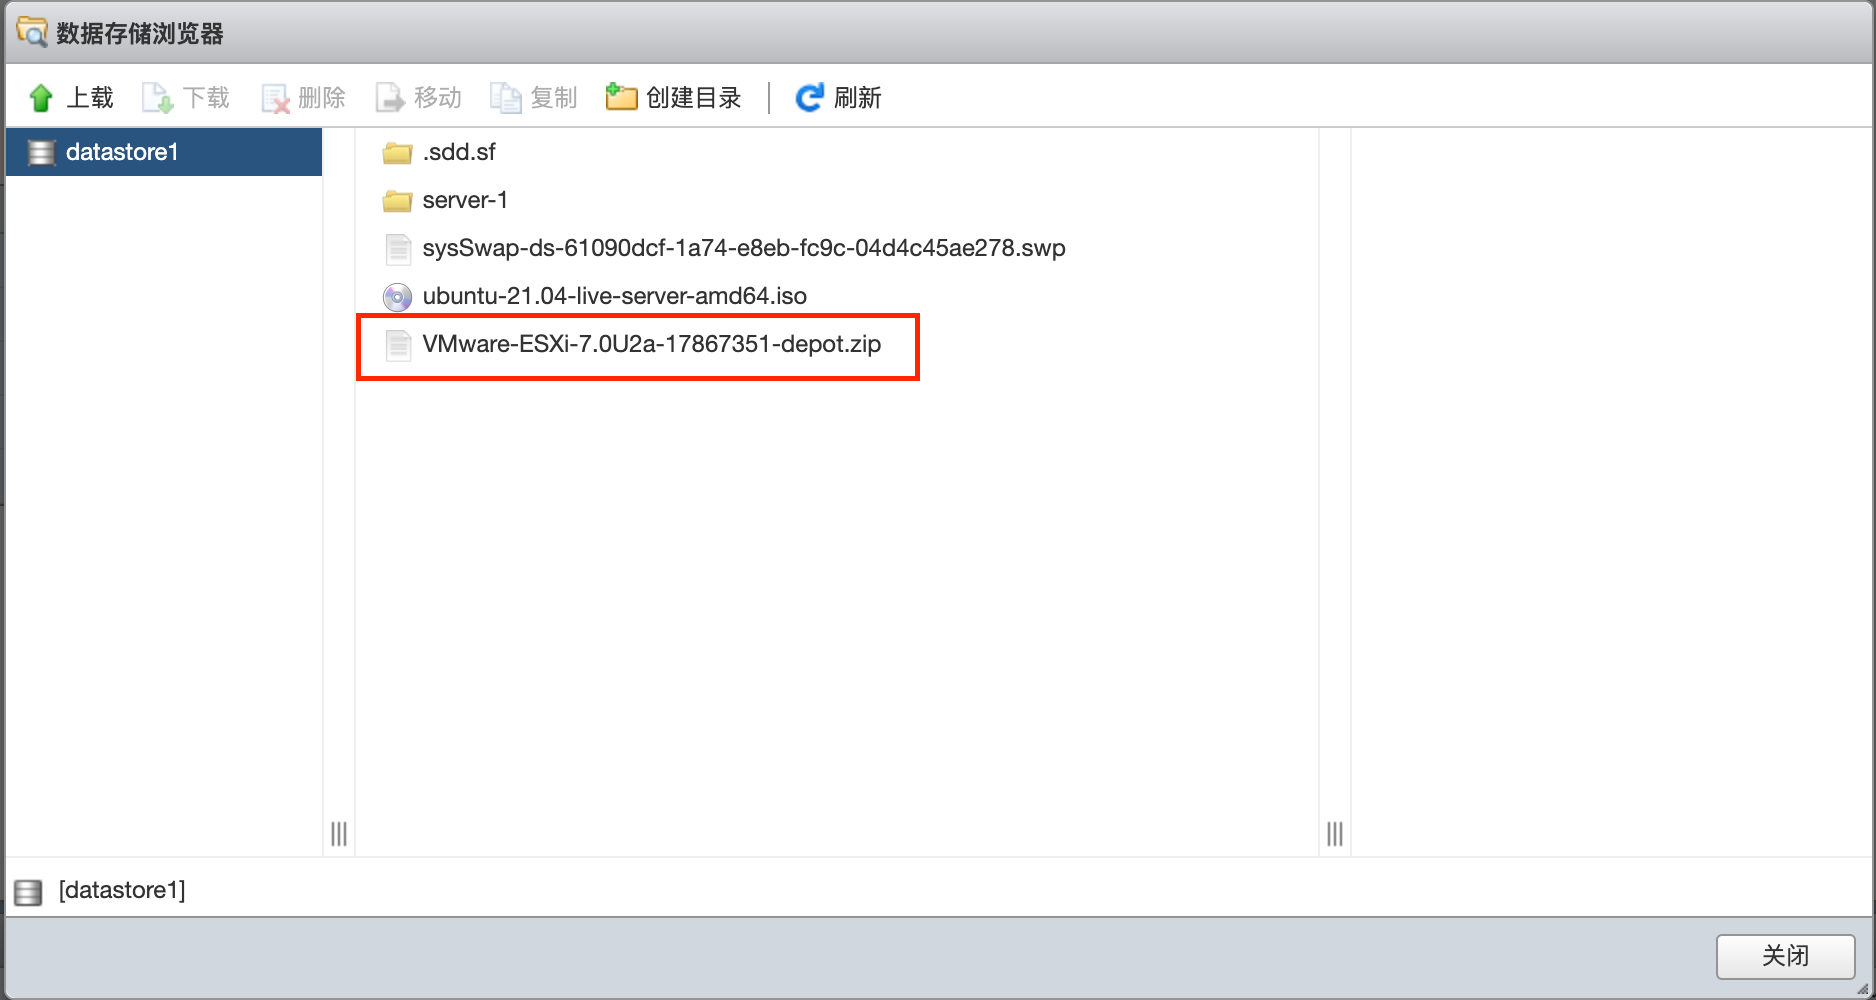 数据存储浏览器
上载 下载 删除 移动 复制 创建目录 刷新
datastore1
.sdd.sf
server-1
sysSwap-ds-61090dcf-1a74-e8eb-fc9c-04d4c45ae278.swp
ubuntu-21.04-live-server-amd64.iso
VMware-ESXi-7.0U2a-17867351-depot.zip
[datastore1]
关闭